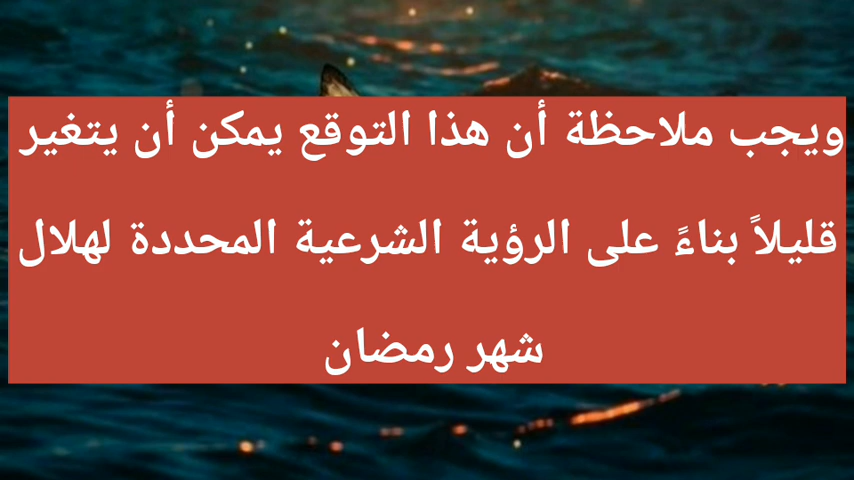 ويجب ملاحظة أن هذا التوقع يمكن أن يتغير
قليلاً بناءً على الرؤية الشرعية المحددة لهلال
شهر رمضان